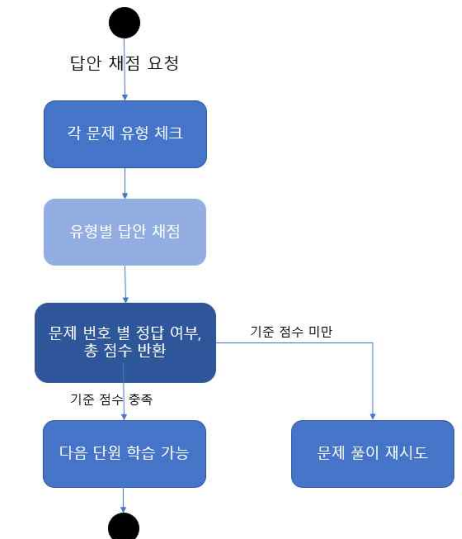 답안 채점 요청
각 문제 유형 체크
유형별 답안 채점
문제 번호 별 정답 여부,
총 점수 반환
기준 점수 미만
기준 점수 충족
다음 단원 학습 가능
문제 풀이 재시도